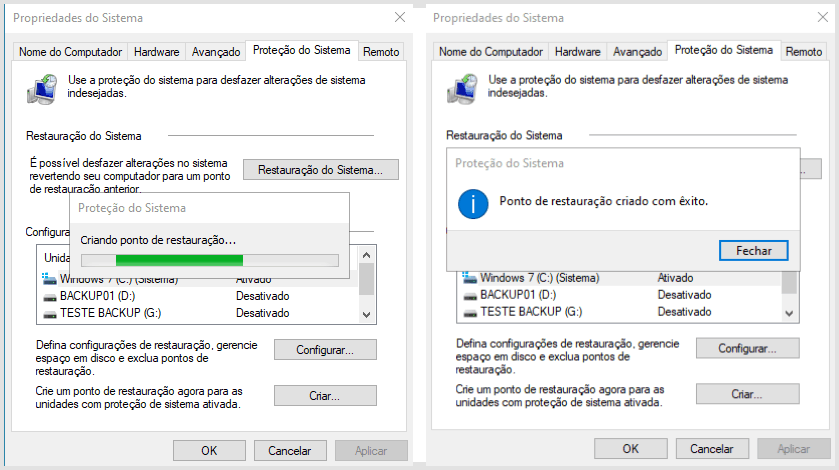 Propriedades do Sistema
Nome do Computador
Hardware
Avançado
Proteção do Sistema
Remoto
Use a proteção do sistema para desfazer alterações de sistema
indesejadas.
Restauração do Sistema
É possível desfazer alterações no sistema
revertendo seu computador para um ponto
de restauração anterior.
Restauração do Sistema...
Proteção do Sistema
Criando ponto de restauração...
Configura
Unida
Windows 7 (C:) (Sistema) Ativado
BACKUP01 (D:) Desativado
TESTE BACKUP (G:) Desativado
Defina configurações de restauração, gerencie
espaço em disco e exclua pontos de
restauração.
Configurar...
Crie um ponto de restauração agora para as
unidades com proteção de sistema ativada.
Criar...
OK
Cancelar
Aplicar
Propriedades do Sistema
Nome do Computador
Hardware
Avançado
Proteção do Sistema
Remoto
Use a proteção do sistema para desfazer alterações de sistema
indesejadas.
Restauração do Sistema
Proteção do Sistema
Ponto de restauração criado com êxito.
...
Fechar
Windows 7 (C:) (Sistema) Ativado
BACKUP01 (D:) Desativado
TESTE BACKUP (G:) Desativado
Defina configurações de restauração, gerencie
espaço em disco e exclua pontos de
restauração.
Configurar...
Crie um ponto de restauração agora para as
unidades com proteção de sistema ativada.
Criar...
OK
Cancelar
Aplicar